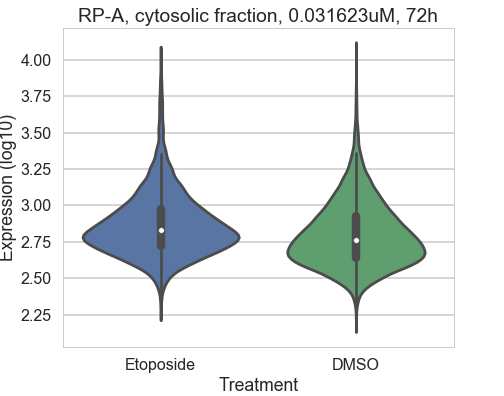 RP-A, cytosolic fraction, 0.031623uM, 72h
Expression (log10)
4.00
3.75
3.50
3.25
3.00
2.75
2.50
2.25
Etoposide DMSO
Treatment